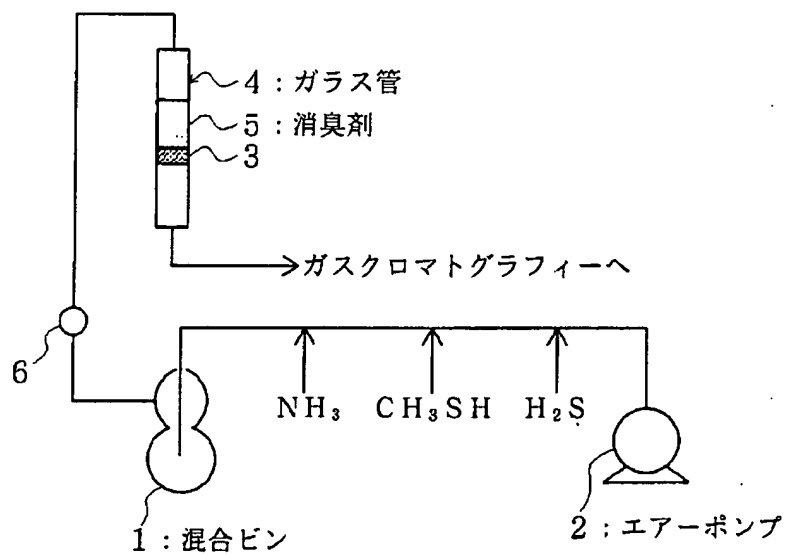 4:ガラス管
5:消臭剤
3
ガスクロマトグラフィーへ
6
NH₃ CH₃SH H₂S
1:混合ビン
2:エアーポンプ